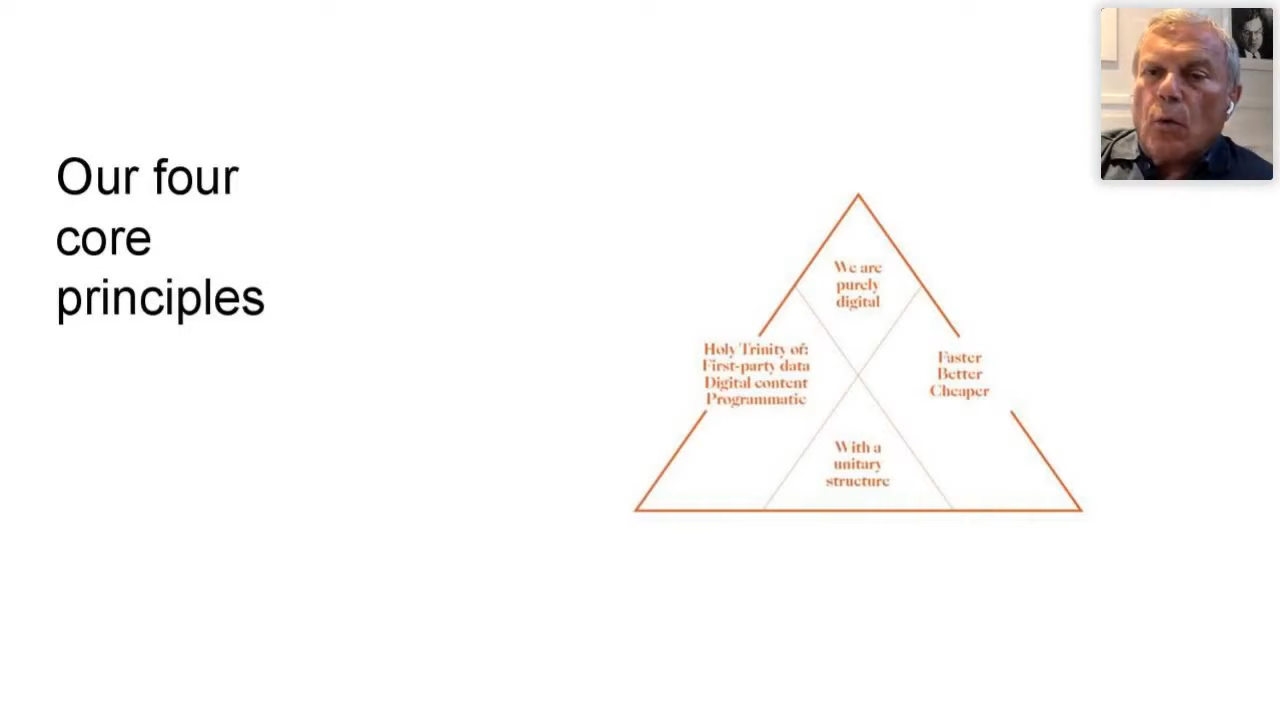 Our four
core
principles
We are
purely
digital
Holy Trinity of:
First-party data
Digital content
Programmatic
Faster
Better
Cheaper
With a
unitary
structure